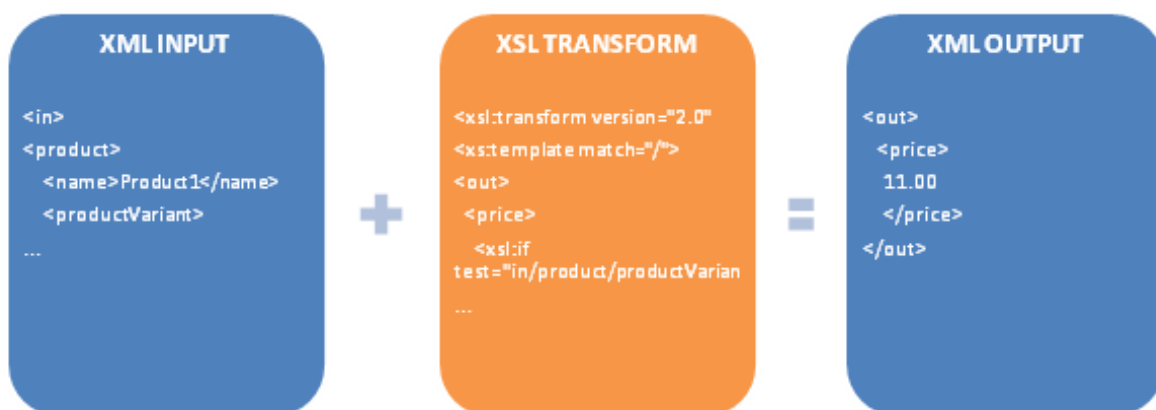 XML INPUT
<in>
<product>
<name>Product1</name>
<productVariant>
...
+
XSL TRANSFORM
<xsl:transform version="2.0"
<xs:template match="/">
<out>
<price>
<xsl:if
test="in/product/productVarian
...
=
XML OUTPUT
<out>
<price>
11.00
</price>
</out>